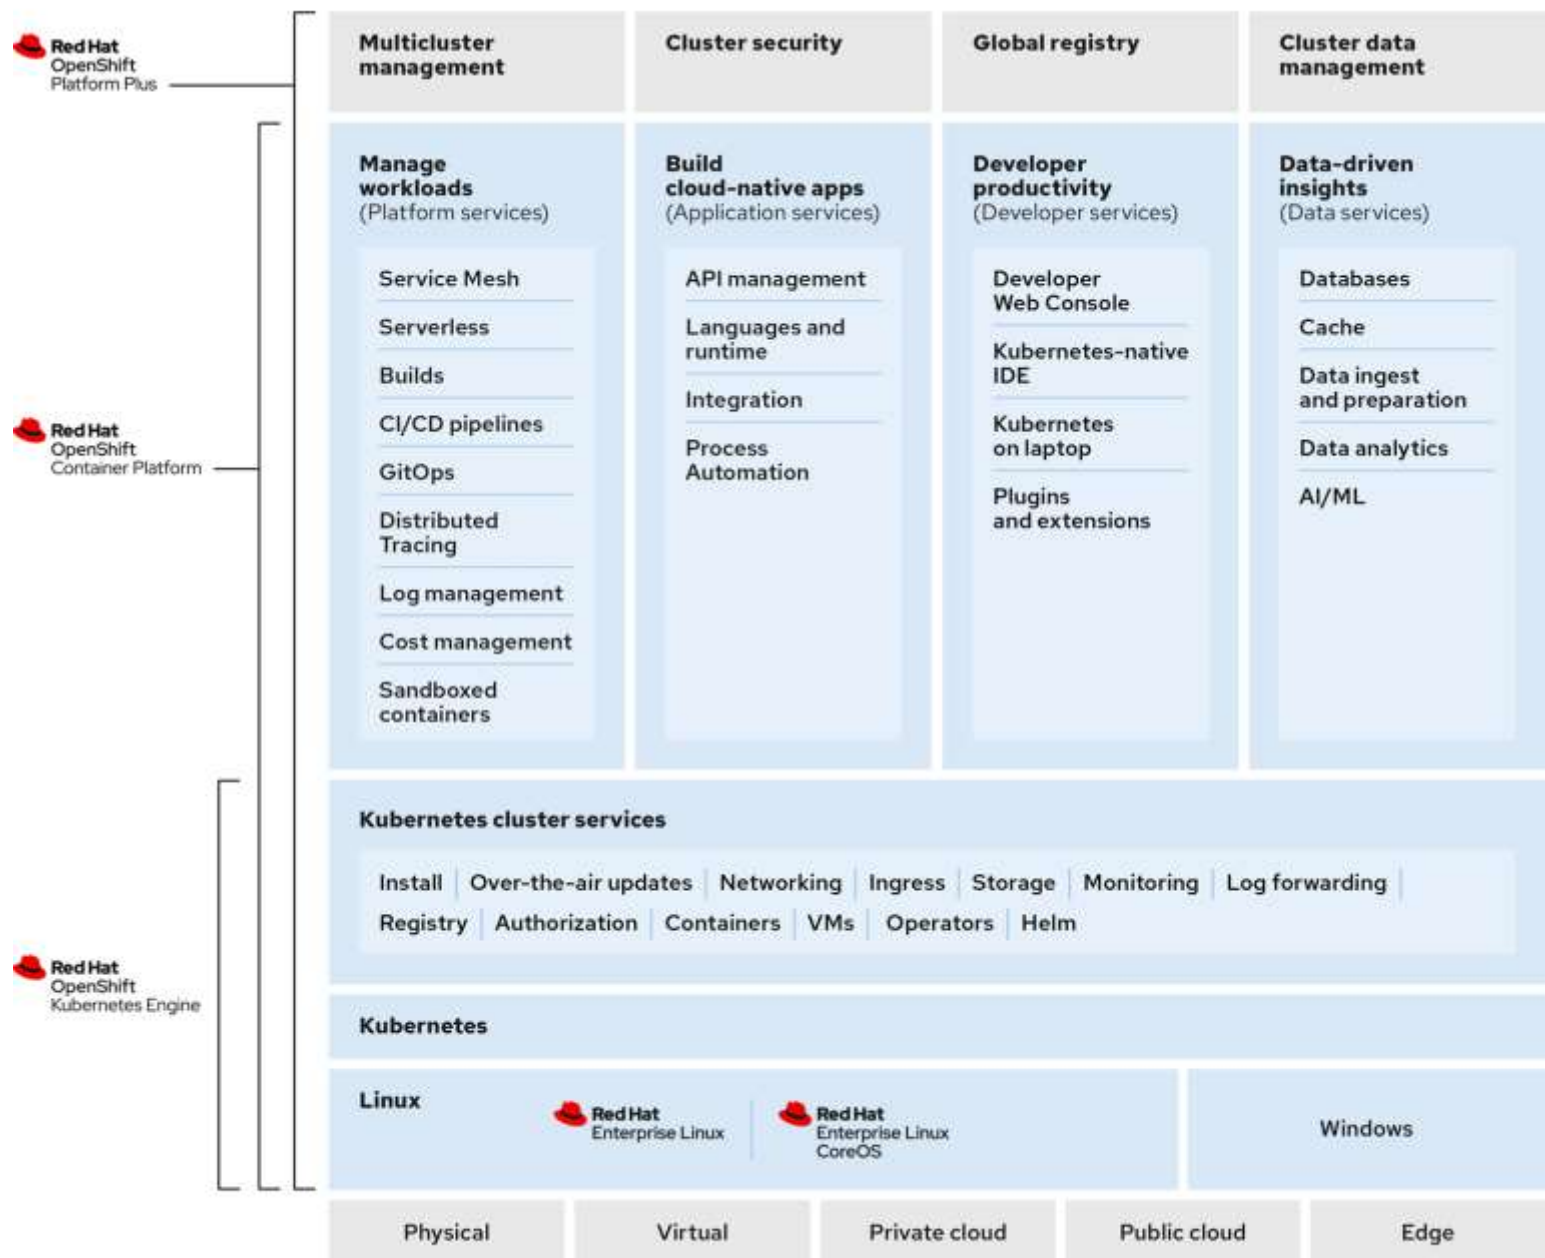 Red Hat
OpenShift
Platform Plus
Multicluster
management
Cluster security
Global registry
Cluster data
management
Red Hat
OpenShift
Container Platform
Manage
workloads
(Platform services)
Service Mesh
Serverless
Builds
CI/CD pipelines
GitOps
Distributed
Tracing
Log management
Cost management
Sandboxed
containers
Build
cloud-native apps
(Application services)
API management
Languages and
runtime
Integration
Process
Automation
Developer
productivity
(Developer services)
Developer
Web Console
Kubernetes-native
IDE
Kubernetes
on laptop
Plugins
and extensions
Data-driven
insights
(Data services)
Databases
Cache
Data ingest
and preparation
Data analytics
AI/ML
Red Hat
OpenShift
Kubernetes Engine
Kubernetes cluster services
Install Over-the-air updates Networking Ingress Storage Monitoring Log forwarding
Registry Authorization Containers VMs Operators Helm
Kubernetes
Linux
Red Hat
Enterprise Linux
Red Hat
Enterprise Linux
CoreOS
Windows
Physical
Virtual
Private cloud
Public cloud
Edge